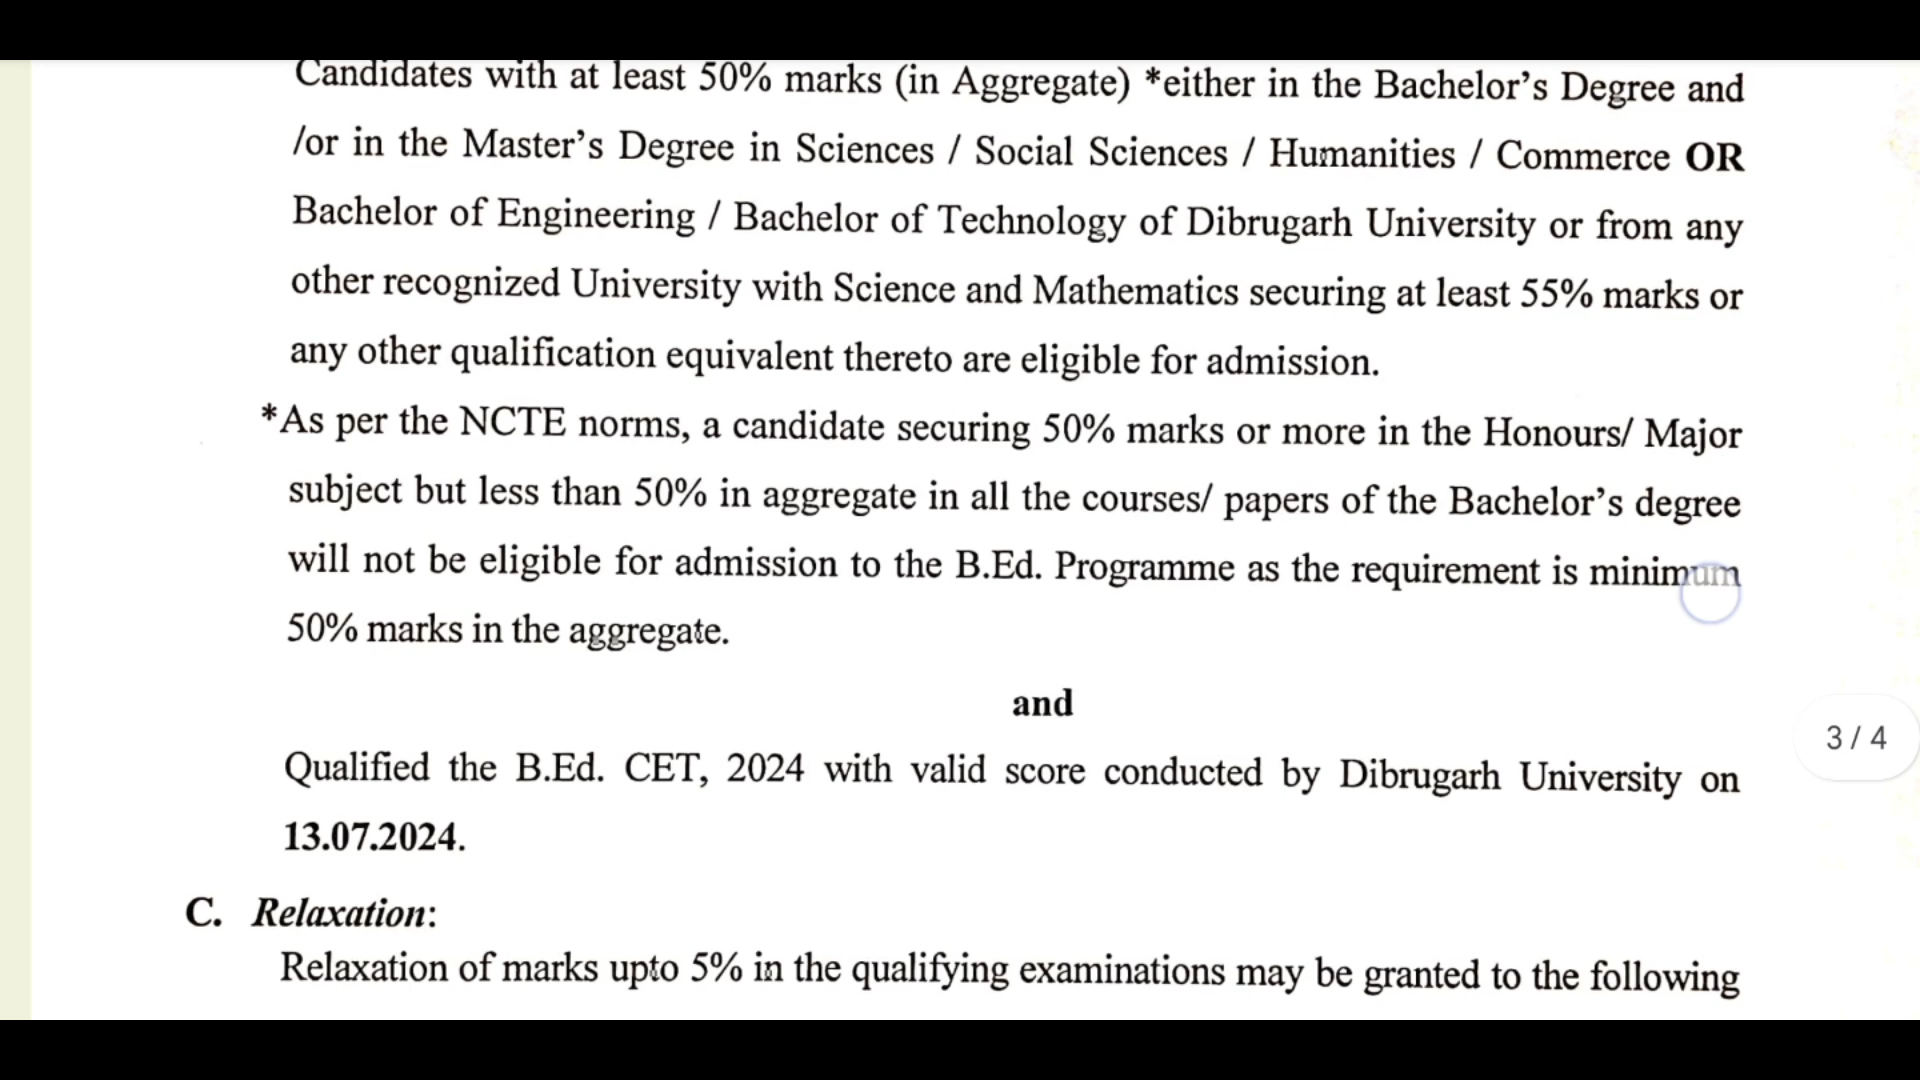 Candidates with at least 50% marks (in Aggregate) *either in the Bachelor's Degree and
/or in the Master's Degree in Sciences / Social Sciences / Humanities / Commerce OR
Bachelor of Engineering / Bachelor of Technology of Dibrugarh University or from any
other recognized University with Science and Mathematics securing at least 55% marks or
any other qualification equivalent thereto are eligible for admission.
*As per the NCTE norms, a candidate securing 50% marks or more in the Honours/ Major
subject but less than 50% in aggregate in all the courses/ papers of the Bachelor's degree
will not be eligible for admission to the B.Ed. Programme as the requirement is minimum
50% marks in the aggregate.
and
3 / 4
Qualified the B.Ed. CET, 2024 with valid score conducted by Dibrugarh University on
13.07.2024.
C. Relaxation:
Relaxation of marks upto 5% in the qualifying examinations may be granted to the following